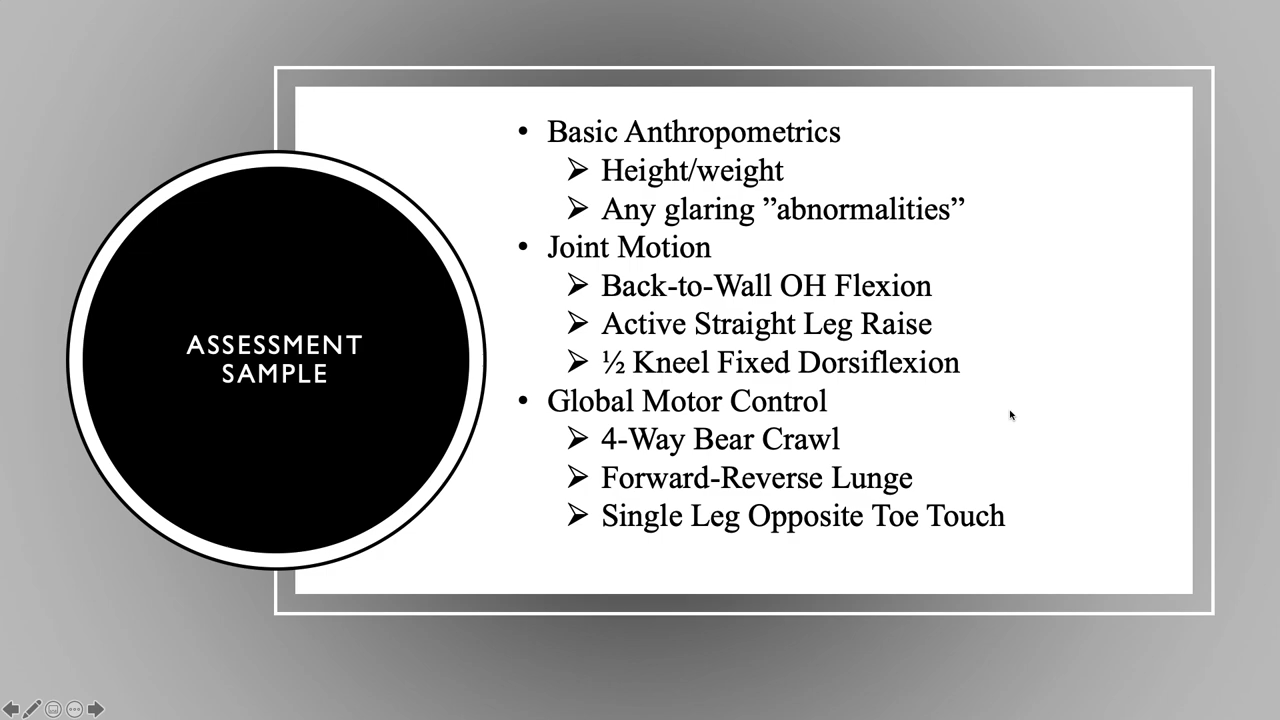 ASSESSMENT
SAMPLE
• Basic Anthropometrics
➢ Height/weight
➢ Any glaring ”abnormalities”
• Joint Motion
➢ Back-to-Wall OH Flexion
➢ Active Straight Leg Raise
➢ ½ Kneel Fixed Dorsiflexion
• Global Motor Control
➢ 4-Way Bear Crawl
➢ Forward-Reverse Lunge
➢ Single Leg Opposite Toe Touch